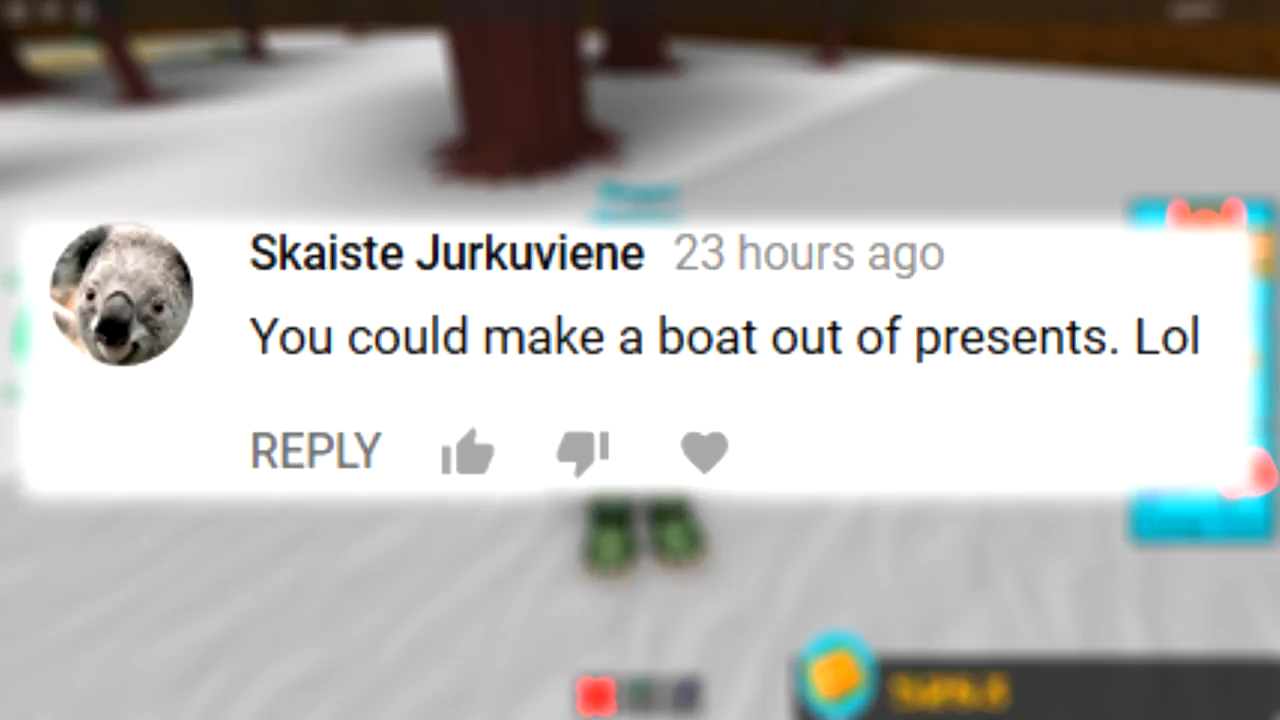 Skaiste Jurkuviene 23 hours ago
You could make a boat out of presents. Lol
REPLY